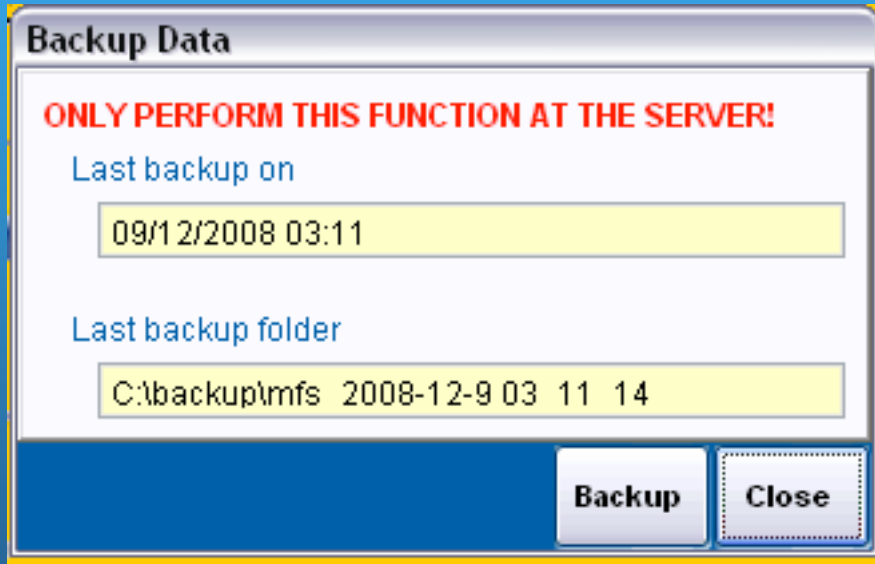 Backup Data
ONLY PERFORM THIS FUNCTION AT THE SERVER!
Last backup on
09/12/2008 03:11
Last backup folder
C:\backup\mfs  2008-12-9 03  11  14
Backup Close